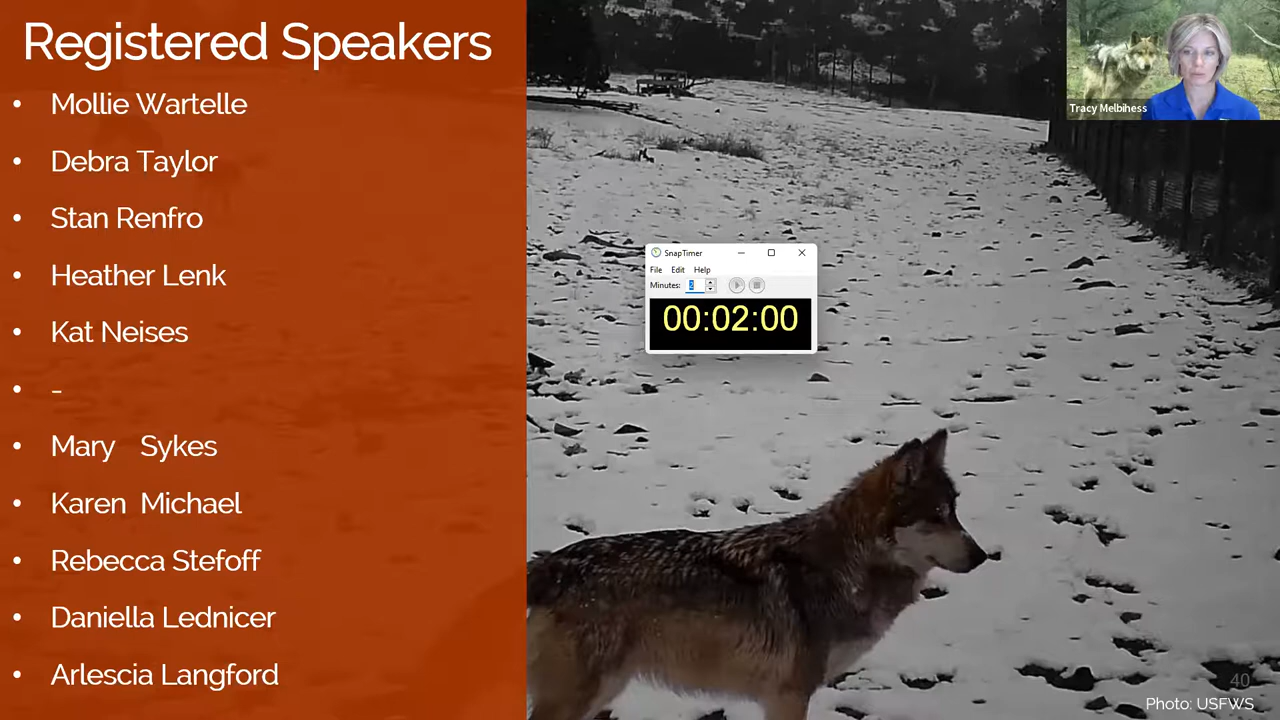 Registered Speakers
• Mollie Wartelle
• Debra Taylor
• Stan Renfro
• Heather Lenk
• Kat Neises
• -
• Mary Sykes
• Karen Michael
• Rebecca Stefoff
• Daniella Lednicer
• Arlescia Langford
Tracy Melbihess
SnapTimer
File Edit Help
Minutes: 2
00:02:00
40
Photo: USFWS